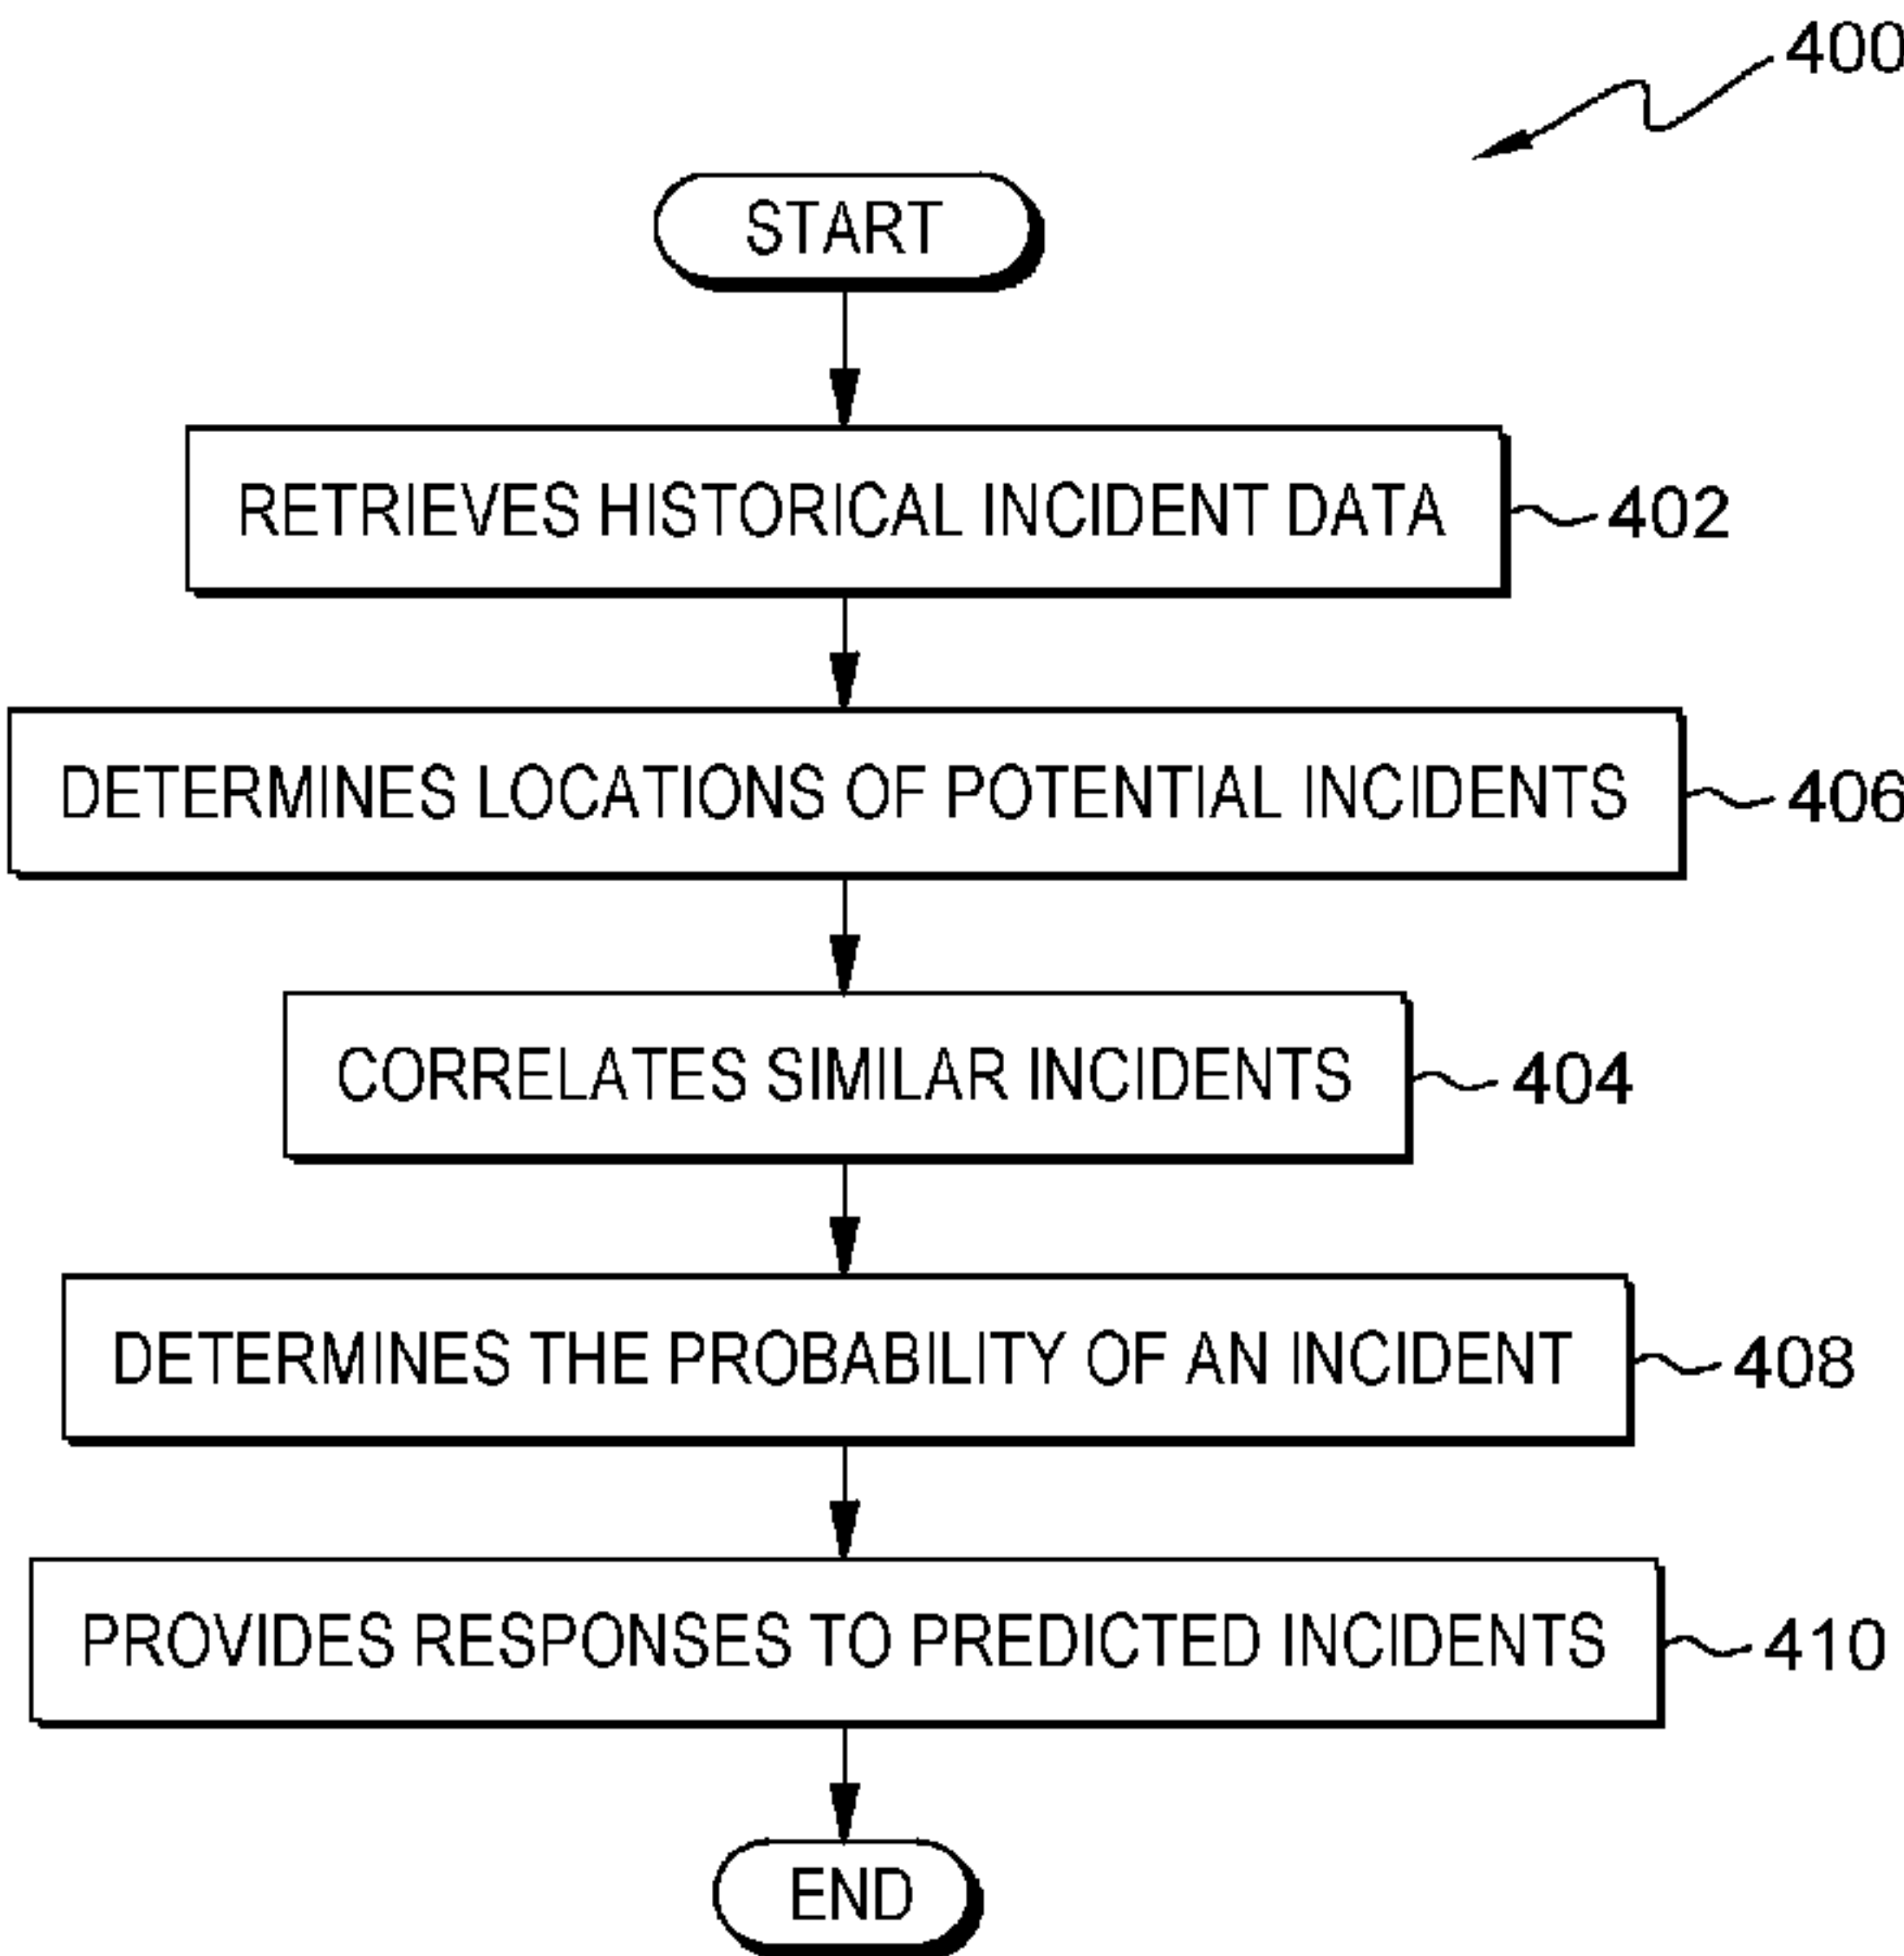 400
START
RETRIEVES HISTORICAL INCIDENT DATA
402
DETERMINES LOCATIONS OF POTENTIAL INCIDENTS
406
CORRELATES SIMILAR INCIDENTS
404
DETERMINES THE PROBABILITY OF AN INCIDENT
408
PROVIDES RESPONSES TO PREDICTED INCIDENTS
410
END